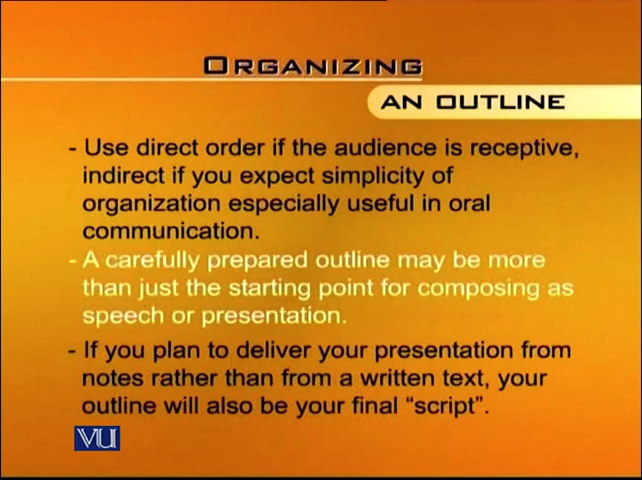 ORGANIZING
AN OUTLINE
- Use direct order if the audience is receptive,
indirect if you expect simplicity of
organization especially useful in oral
communication.
- A carefully prepared outline may be more
than just the starting point for composing as
speech or presentation.
- If you plan to deliver your presentation from
notes rather than from a written text, your
outline will also be your final “script”.
VU